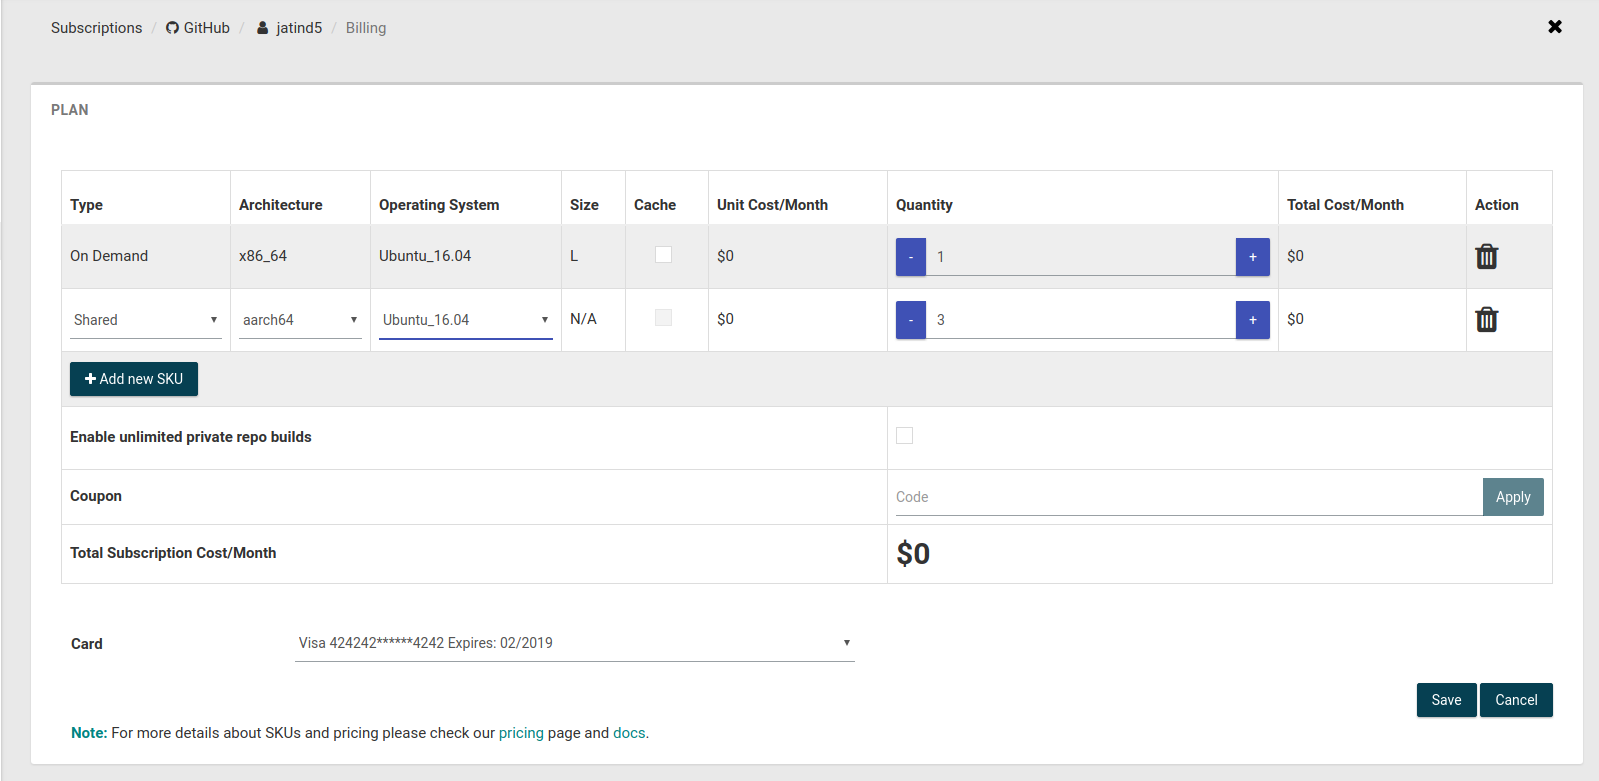 Subscriptions / GitHub / jatind5 / Billing
PLAN
Type Architecture Operating System Size Cache Unit Cost/Month Quantity Total Cost/Month Action
On Demand x86_64 Ubuntu_16.04 L $0 - 1 + $0
Shared aarch64 Ubuntu_16.04 N/A $0 - 3 + $0
Add new SKU
Enable unlimited private repo builds
Coupon Code Apply
Total Subscription Cost/Month $0
Card Visa 424242******4242 Expires: 02/2019
Save Cancel
Note: For more details about SKUs and pricing please check our pricing page and docs.